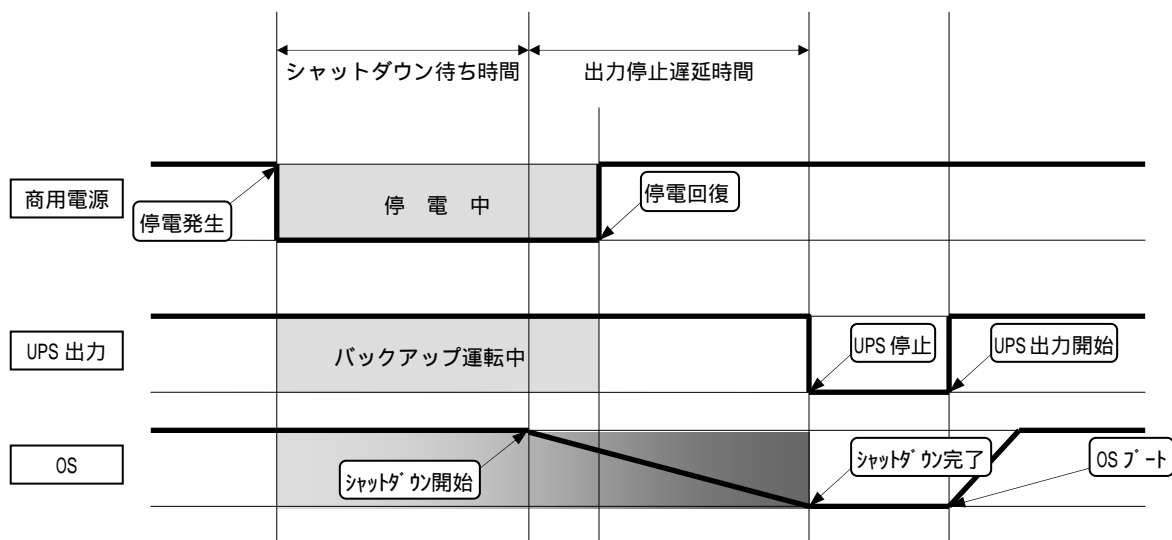 シャットダウン待ち時間
出力停止遅延時間
商用電源
停電発生
停 電 中
停電回復
UPS 出力
バックアップ運転中
UPS 停止
UPS 出力開始
OS
ｼｬｯﾄﾀﾞｳﾝ開始
ｼｬｯﾄﾀﾞｳﾝ完了
OS ﾌﾞｰﾄ